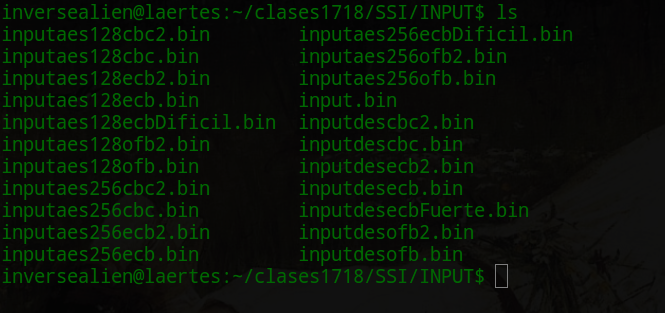 inversealien@laertes:~/clases1718/SSI/INPUT$ ls
inputaes128cbc2.bin inputaes256ecbDificil.bin
inputaes128cbc.bin inputaes256ofb2.bin
inputaes128ecb2.bin inputaes256ofb.bin
inputaes128ecb.bin input.bin
inputaes128ecbDificil.bin inputdescbc2.bin
inputaes128ofb2.bin inputdescbc.bin
inputaes128ofb.bin inputdesecb2.bin
inputaes256cbc2.bin inputdesecb.bin
inputaes256cbc.bin inputdesecbFuerte.bin
inputaes256ecb2.bin inputdesofb2.bin
inputaes256ecb.bin inputdesofb.bin
inversealien@laertes:~/clases1718/SSI/INPUT$